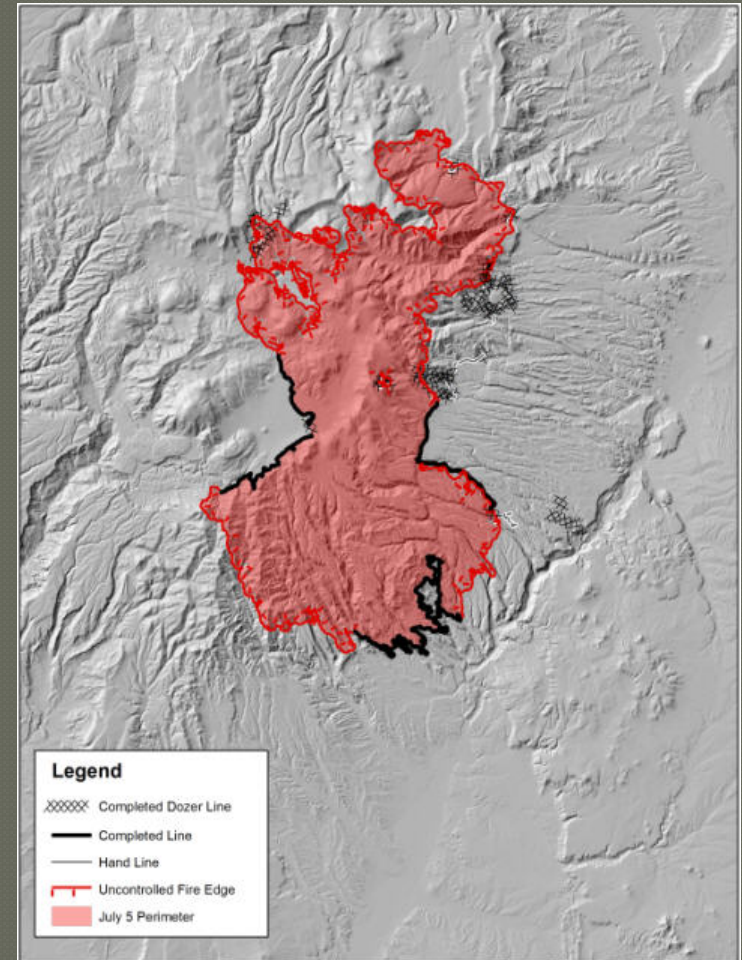 Legend
Completed Dozer Line
Completed Line
Hand Line
Uncontrolled Fire Edge
July 5 Perimeter